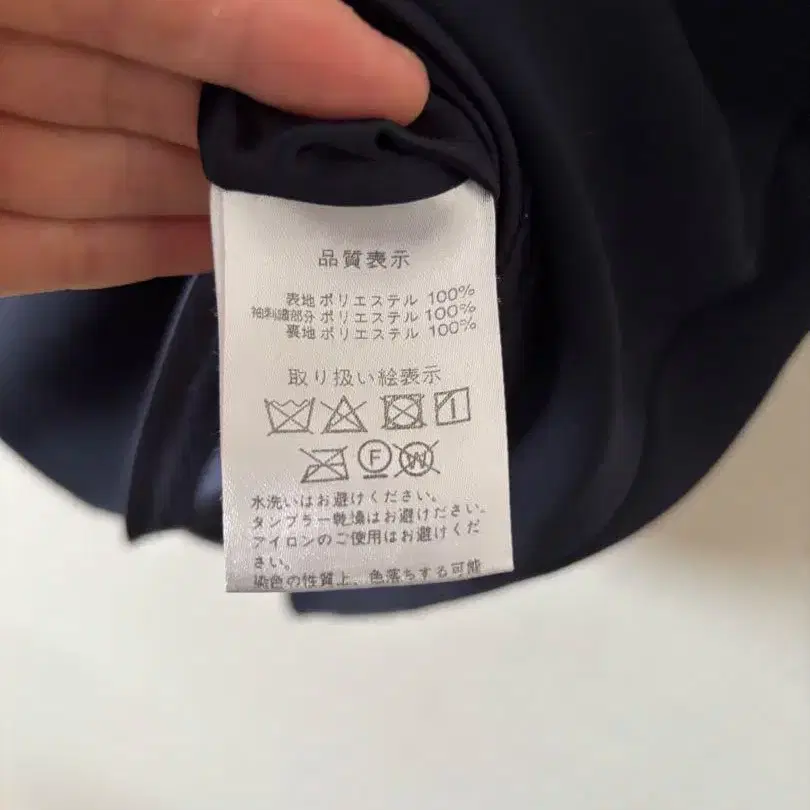 品質表示
表地 ポリエステル 100%
袖刺繍部分 ポリエステル 100%
裏地 ポリエステル 100%
取り扱い絵表示
F W
水洗いはお避けください。
タンブラー乾燥はお避けください。
アイロンのご使用はお避けくだ
さい。
染色の性質上、色落ちする可能